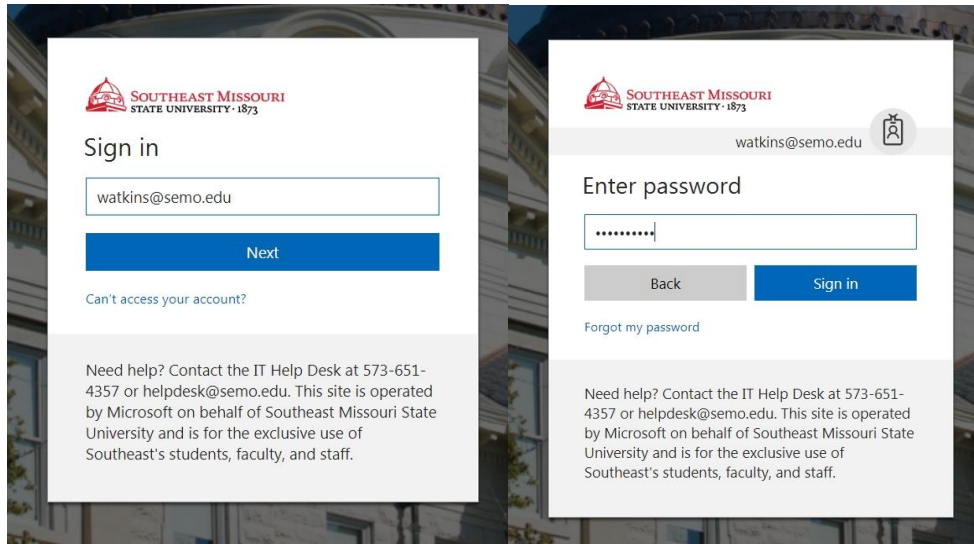 SOUTHEAST MISSOURI
STATE UNIVERSITY · 1873
Sign in
watkins@semo.edu
Next
Can't access your account?
Need help? Contact the IT Help Desk at 573-651-
4357 or helpdesk@semo.edu. This site is operated
by Microsoft on behalf of Southeast Missouri State
University and is for the exclusive use of
Southeast's students, faculty, and staff.
SOUTHEAST MISSOURI
STATE UNIVERSITY · 1873
watkins@semo.edu
Enter password
••••••••••
Back
Sign in
Forgot my password
Need help? Contact the IT Help Desk at 573-651-
4357 or helpdesk@semo.edu. This site is operated
by Microsoft on behalf of Southeast Missouri State
University and is for the exclusive use of
Southeast's students, faculty, and staff.